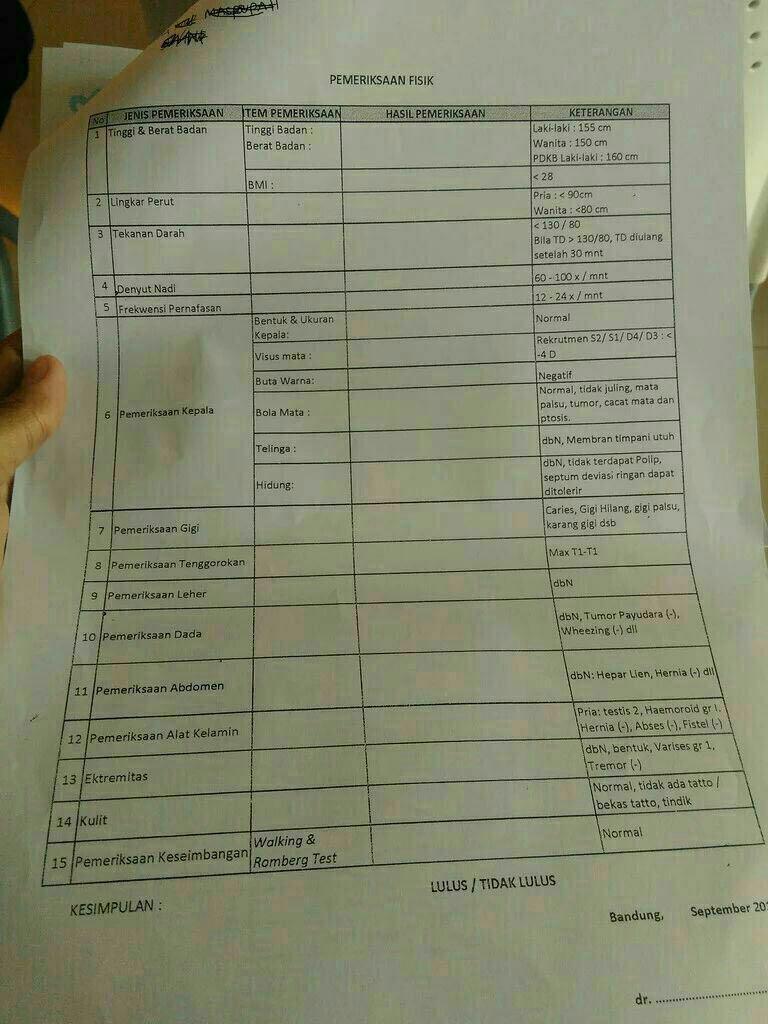 MASRUPAH
PEMERIKSAAN FISIK
No JENIS PEMERIKSAAN ITEM PEMERIKSAAN HASIL PEMERIKSAAN KETERANGAN
1 Tinggi & Berat Badan Tinggi Badan : Laki-laki : 155 cm
Berat Badan : Wanita : 150 cm
PDKB Laki-laki : 160 cm
BMI : < 28
2 Lingkar Perut Pria : < 90cm
Wanita : <80 cm
3 Tekanan Darah < 130 / 80
Bila TD > 130/80, TD diulang
setelah 30 mnt
4 Denyut Nadi 60 - 100 x / mnt
5 Frekwensi Pernafasan 12 - 24 x / mnt
6 Pemeriksaan Kepala
Bentuk & Ukuran
Kepala:
Normal
Visus mata :
Rekrutmen S2/ S1/ D4/ D3 : <
-4 D
Buta Warna: Negatif
Bola Mata :
Normal, tidak juling, mata
palsu, tumor, cacat mata dan
ptosis.
Telinga : dbN, Membran timpani utuh
Hidung:
dbN, tidak terdapat Polip,
septum deviasi ringan dapat
ditolerir
7 Pemeriksaan Gigi
Caries, Gigi Hilang, gigi palsu,
karang gigi dsb
8 Pemeriksaan Tenggorokan Max T1-T1
9 Pemeriksaan Leher dbN
10 Pemeriksaan Dada
dbN, Tumor Payudara (-),
Wheezing (-) dll
11 Pemeriksaan Abdomen dbN: Hepar Lien, Hernia (-) dll
12 Pemeriksaan Alat Kelamin
Pria: testis 2, Haemoroid gr I.
Hernia (-), Abses (-), Fistel (-)
13 Ektremitas
dbN, bentuk, Varises gr 1,
Tremor (-)
14 Kulit
Normal, tidak ada tatto /
bekas tatto, tindik
15 Pemeriksaan Keseimbangan
Walking &
Romberg Test
Normal
LULUS / TIDAK LULUS
KESIMPULAN :
Bandung, September 201
dr. ........................